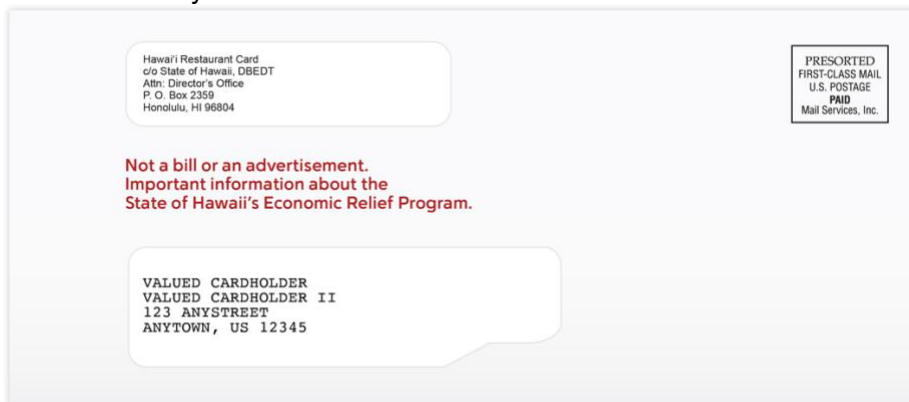 Hawai'i Restaurant Card
c/o State of Hawaii, DBEDT
Attn: Director's Office
P. O. Box 2359
Honolulu, HI 96804
PRESORTED
FIRST-CLASS MAIL
U.S. POSTAGE
PAID
Mail Services, Inc.
Not a bill or an advertisement.
Important information about the
State of Hawaii's Economic Relief Program.
VALUED CARDHOLDER
VALUED CARDHOLDER II
123 ANYSTREET
ANYTOWN, US 12345